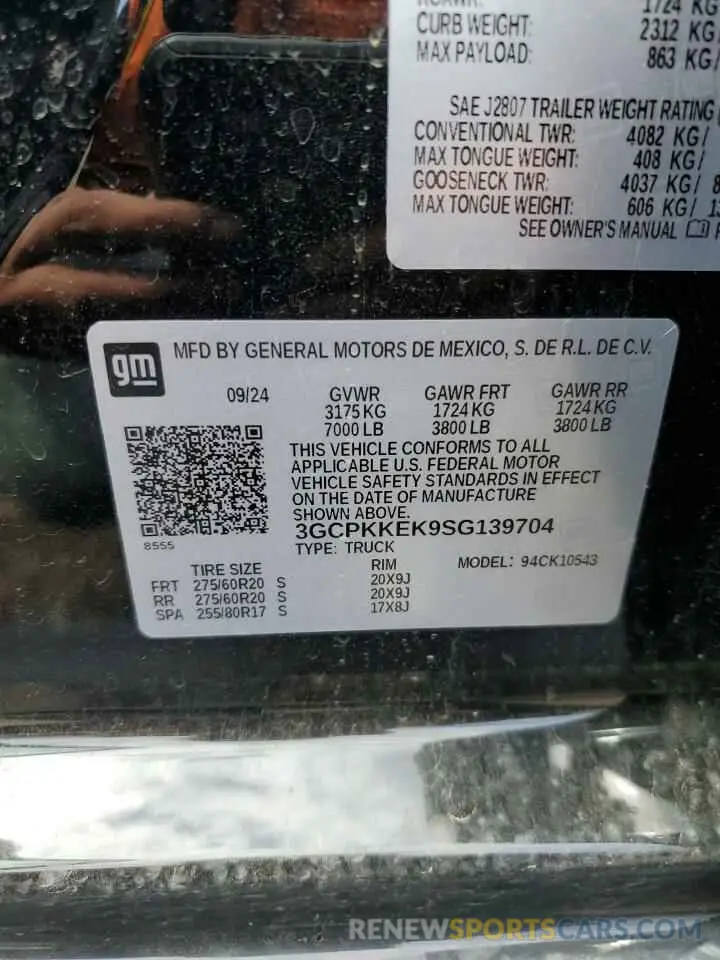 1724 KG
CURB WEIGHT: 2312 KG/
MAX PAYLOAD: 863 KG/
SAE J2807 TRAILER WEIGHT RATING
CONVENTIONAL TWR: 4082 KG/
MAX TONGUE WEIGHT: 408 KG/
GOOSENECK TWR: 4037 KG/ 8
MAX TONGUE WEIGHT: 606 KG/ 13
SEE OWNER'S MANUAL
gm MFD BY GENERAL MOTORS DE MEXICO, S. DE R.L. DE C.V.
09/24 GVWR GAWR FRT GAWR RR
3175 KG 1724 KG 1724 KG
7000 LB 3800 LB 3800 LB
THIS VEHICLE CONFORMS TO ALL
APPLICABLE U.S. FEDERAL MOTOR
VEHICLE SAFETY STANDARDS IN EFFECT
ON THE DATE OF MANUFACTURE
SHOWN ABOVE.
3GCPKKEK9SG139704
8555 TYPE: TRUCK
TIRE SIZE RIM MODEL: 94CK10543
FRT 275/60R20 S 20X9J
RR 275/60R20 S 20X9J
SPA 255/80R17 S 17X8J
RENEWSPORTSCARS.COM